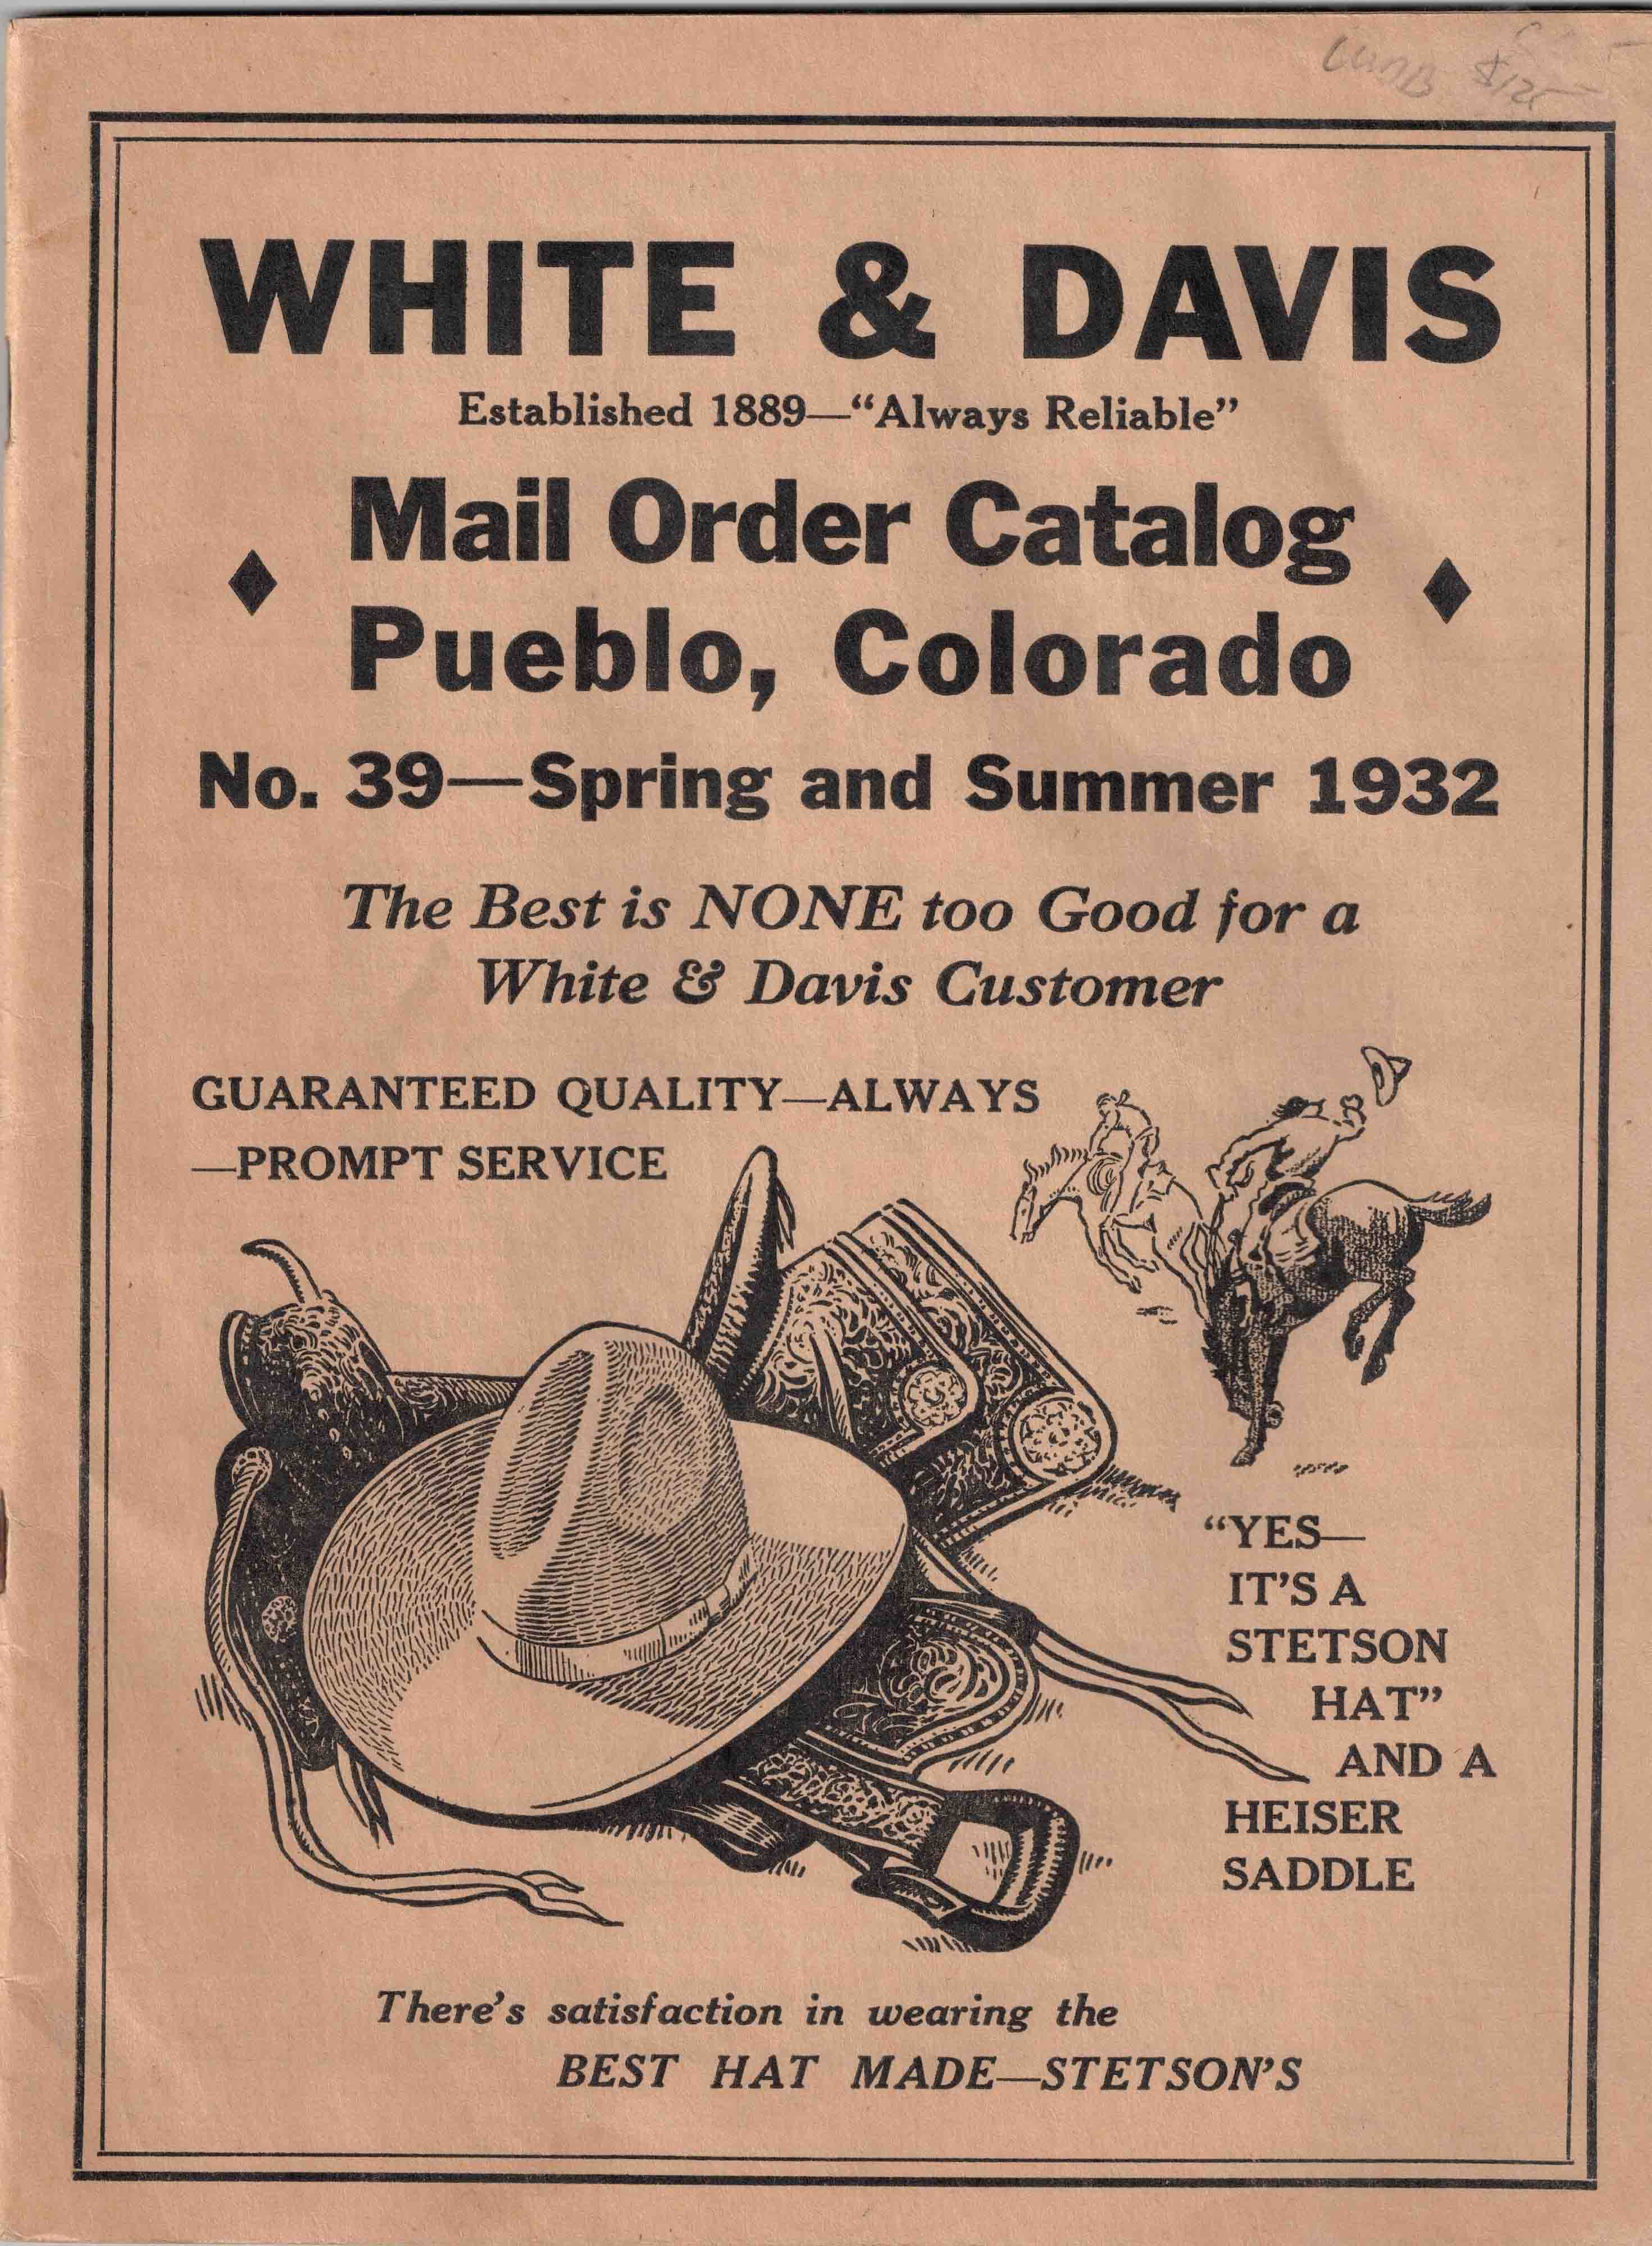 $125
WHITE & DAVIS
Established 1889—“Always Reliable”
Mail Order Catalog
Pueblo, Colorado
No. 39—Spring and Summer 1932
The Best is NONE too Good for a
White & Davis Customer
GUARANTEED QUALITY—ALWAYS
—PROMPT SERVICE
“YES—
IT'S A
STETSON
HAT”
AND A
HEISER
SADDLE
There's satisfaction in wearing the
BEST HAT MADE—STETSON'S